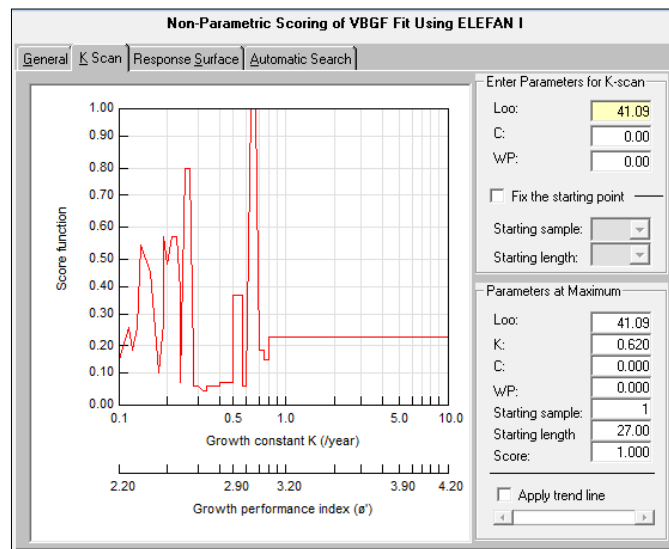 Non-Parametric Scoring of VBGF Fit Using ELEFAN I
General K Scan Response Surface Automatic Search
Score function
1.00
0.90
0.80
0.70
0.60
0.50
0.40
0.30
0.20
0.10
0.00
0.1 0.5 1.0 5.0 10.0
Growth constant K (/year)
2.20 2.90 3.20 3.90 4.20
Growth performance index (ø')
Enter Parameters for K-scan
Loo: 41.09
C: 0.00
WP: 0.00
Fix the starting point
Starting sample:
Starting length:
Parameters at Maximum
Loo: 41.09
K: 0.620
C: 0.000
WP: 0.000
Starting sample: 1
Starting length 27.00
Score: 1.000
Apply trend line